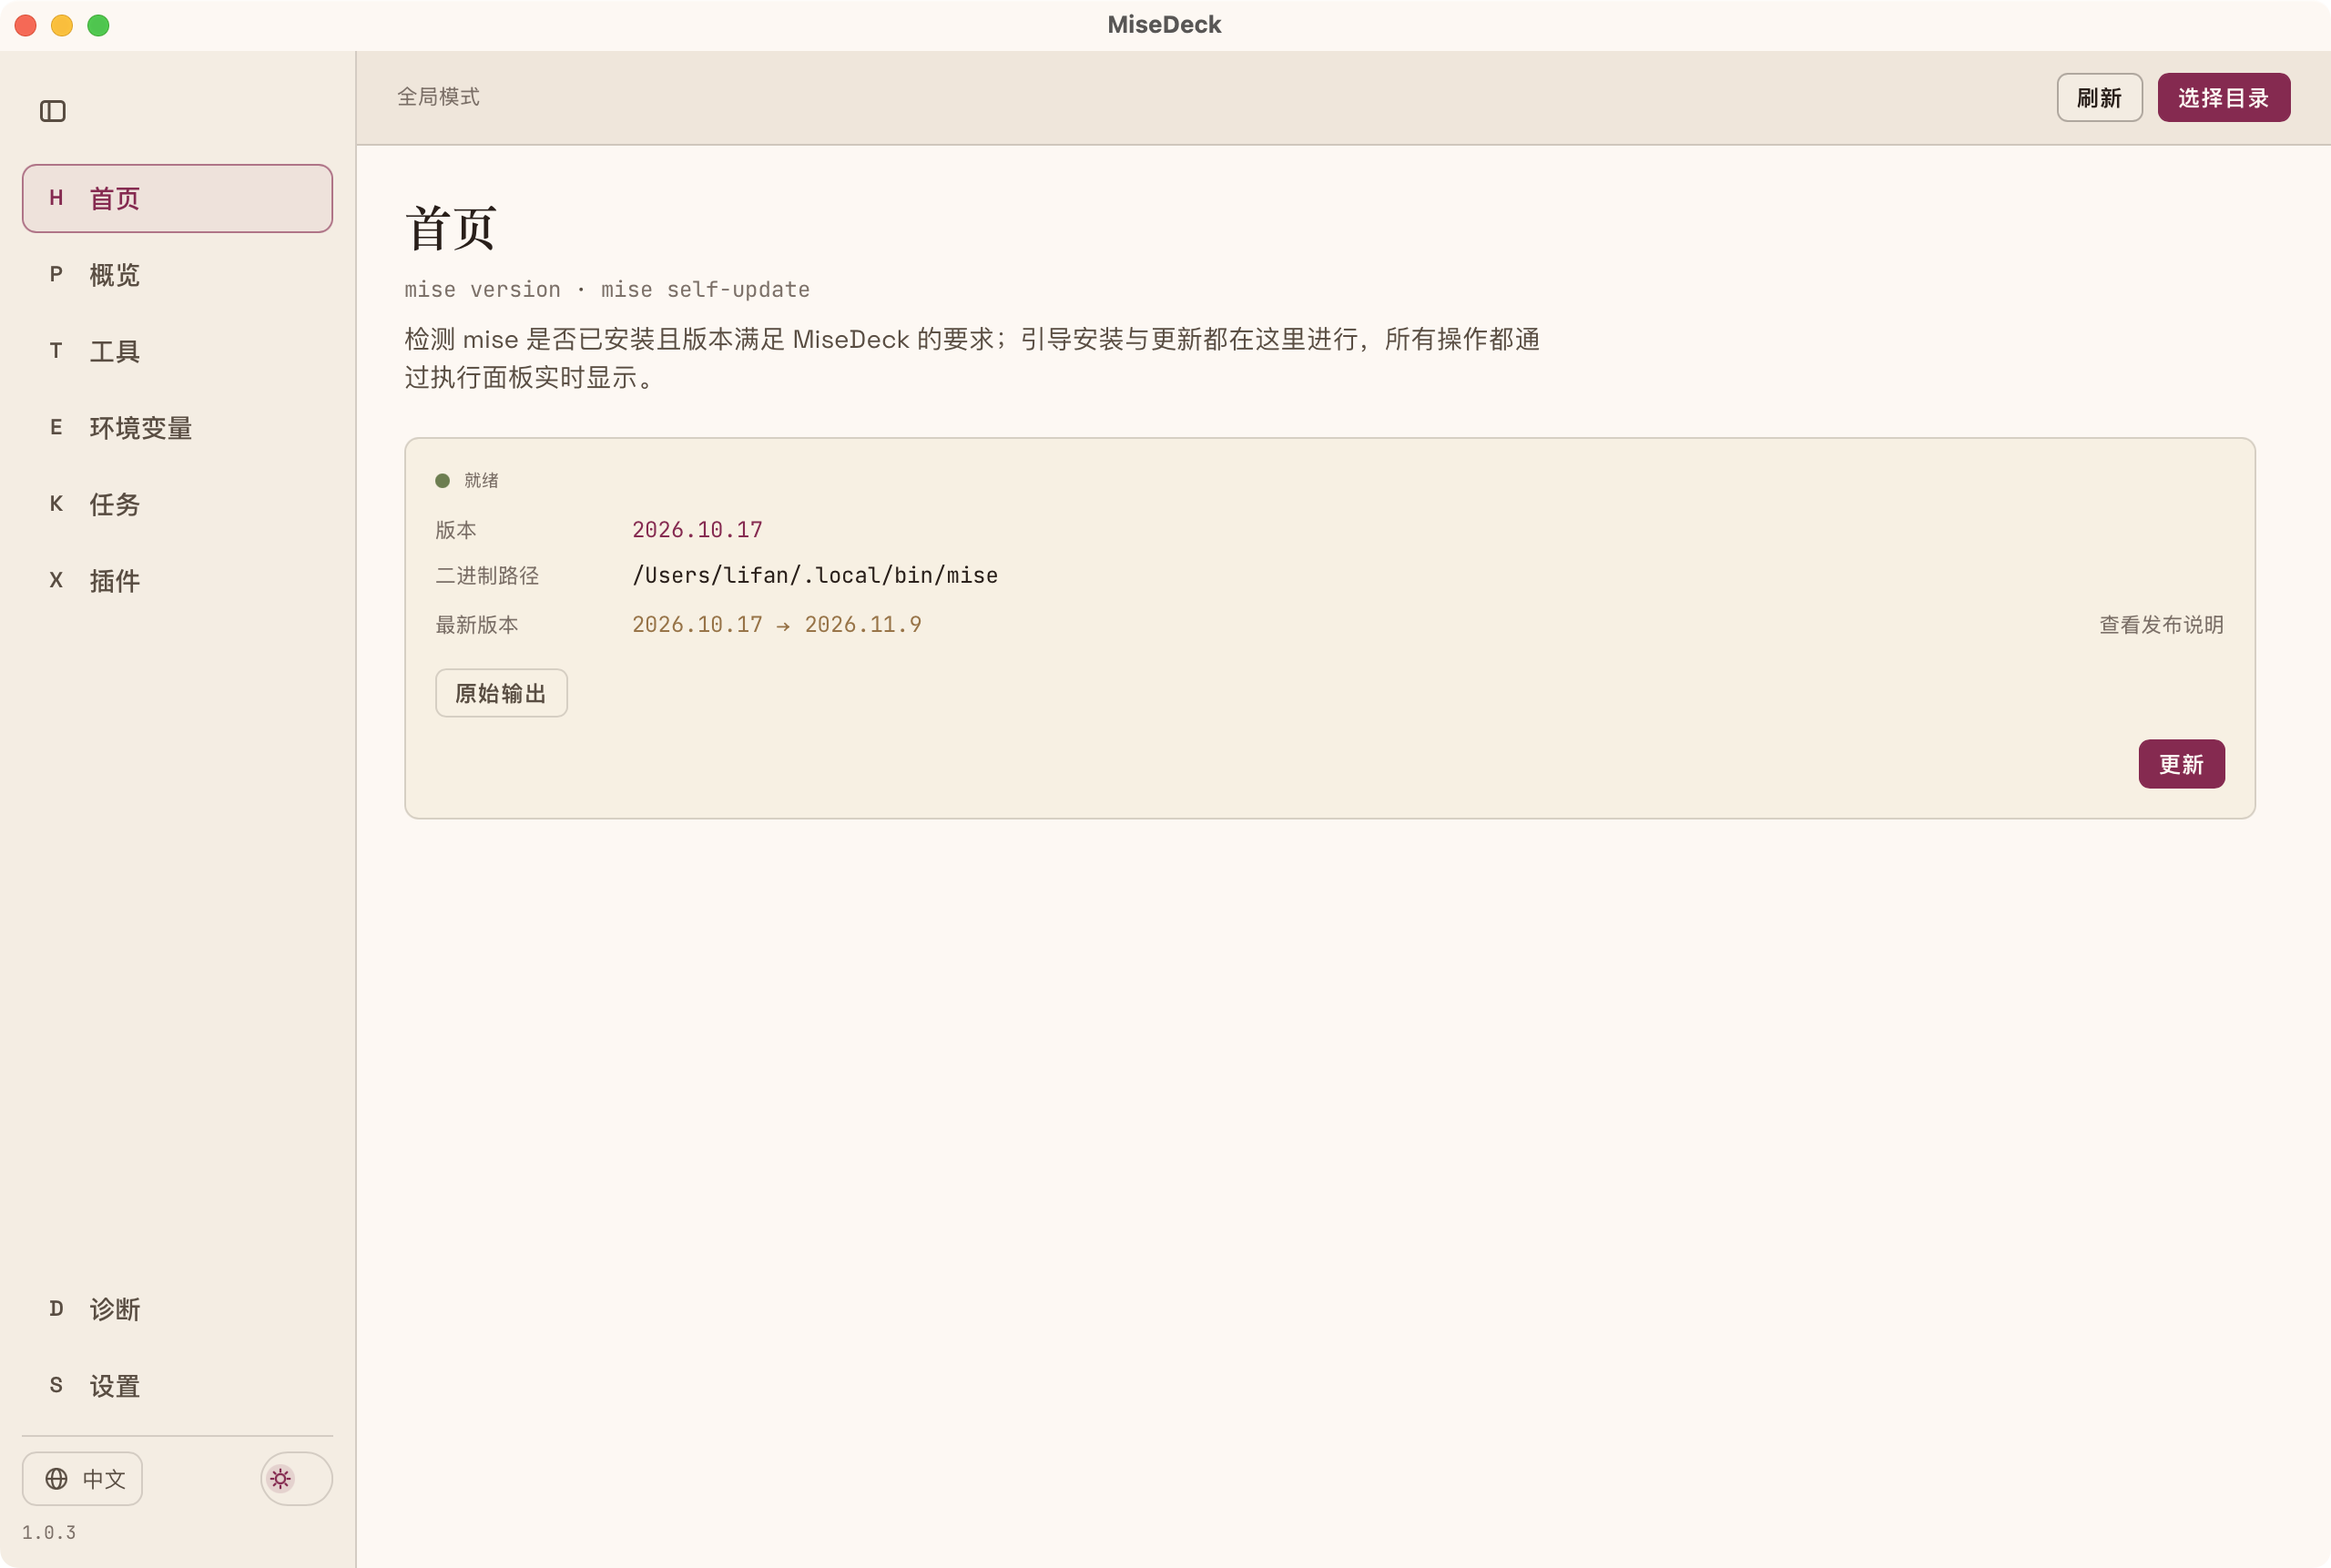 MiseDeck
全局模式
刷新
选择目录
H 首页
P 概览
T 工具
E 环境变量
K 任务
X 插件
D 诊断
S 设置
中文
1.0.3
首页
mise version · mise self-update
检测 mise 是否已安装且版本满足 MiseDeck 的要求；引导安装与更新都在这里进行，所有操作都通
过执行面板实时显示。
就绪
版本 2026.10.17
二进制路径 /Users/lifan/.local/bin/mise
最新版本 2026.10.17 → 2026.11.9 查看发布说明
原始输出
更新